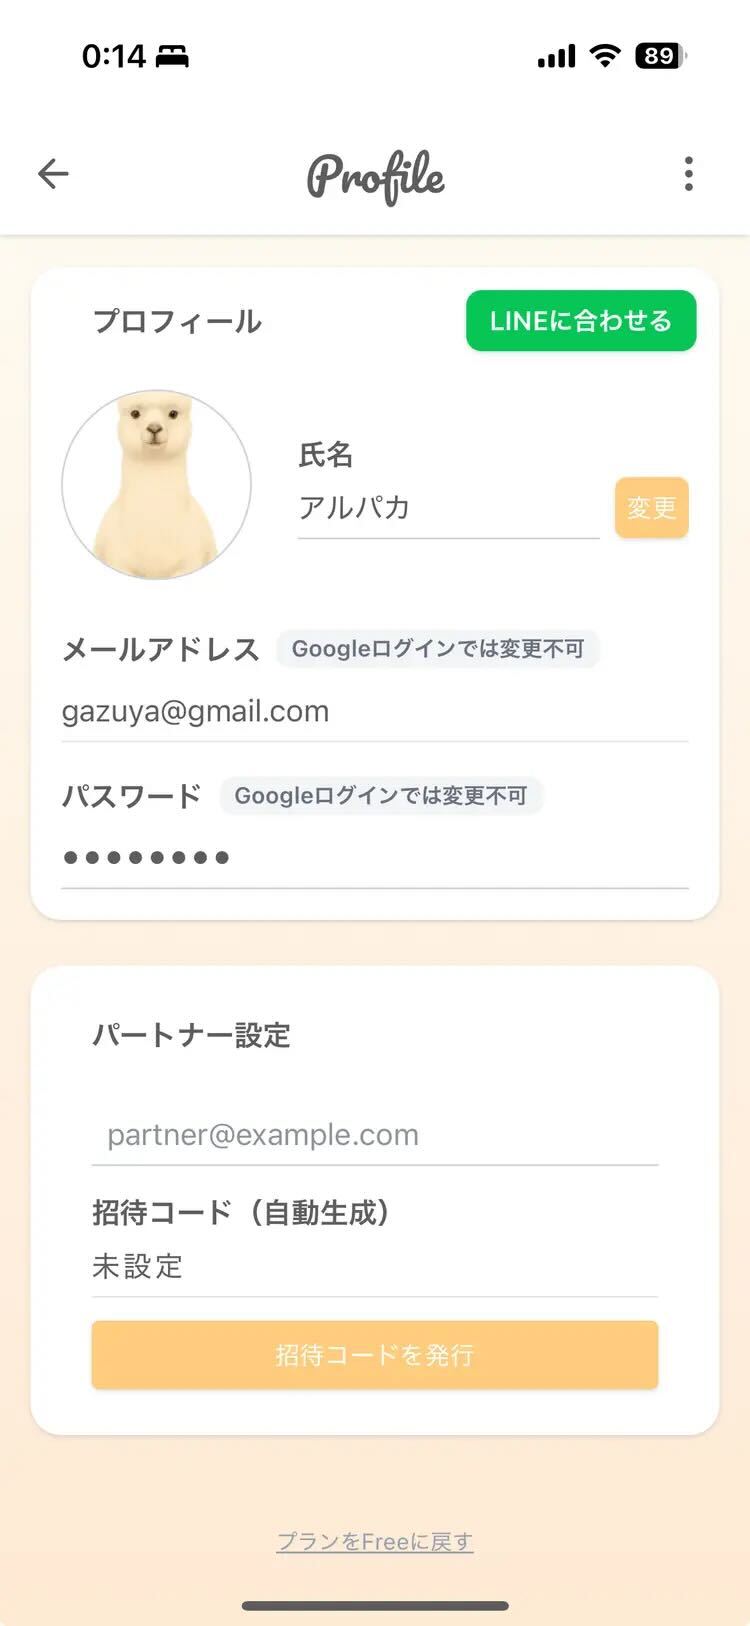 0:14
89
Profile
プロフィール
LINEに合わせる
氏名
アルパカ
変更
メールアドレス Googleログインでは変更不可
gazuya@gmail.com
パスワード Googleログインでは変更不可
••••••••
パートナー設定
partner@example.com
招待コード（自動生成）
未設定
招待コードを発行
プランをFreeに戻す